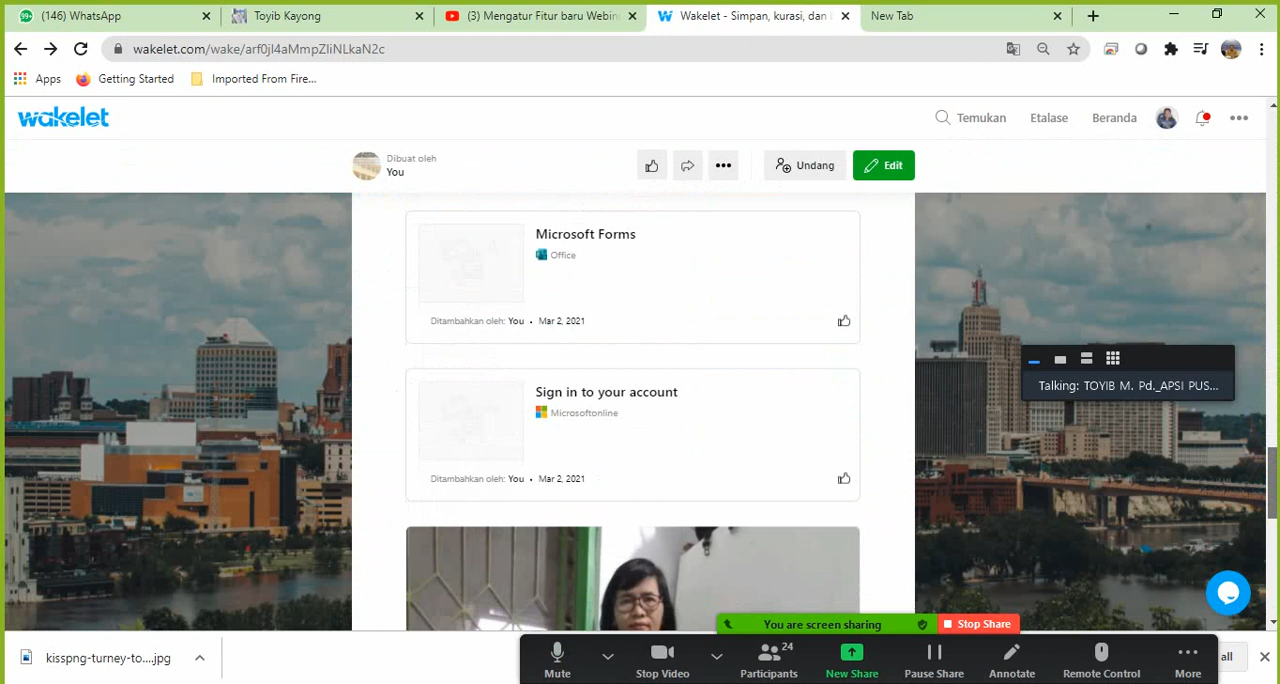 (146) WhatsApp
Toyib Kayong
(3) Mengatur Fitur baru Webin
Wakelet - Simpan, kurasi, dan
New Tab
wakelet.com/wake/arf0jl4aMmpZIiNLkaN2c
Apps
Getting Started
Imported From Fire...
wakelet
Temukan
Etalase
Beranda
Dibuat oleh
You
Undang
Edit
Microsoft Forms
Office
Ditambahkan oleh: You • Mar 2, 2021
Sign in to your account
Microsoftonline
Ditambahkan oleh: You • Mar 2, 2021
Talking: TOYIB M. Pd._APSI PUS...
You are screen sharing
Stop Share
kisspng-turney-to....jpg
Mute
Stop Video
Participants
24
New Share
Pause Share
Annotate
Remote Control
More
all